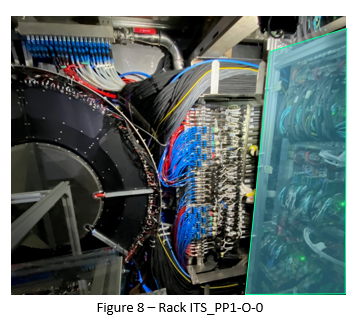 Figure 8 – Rack ITS_PP1-O-0